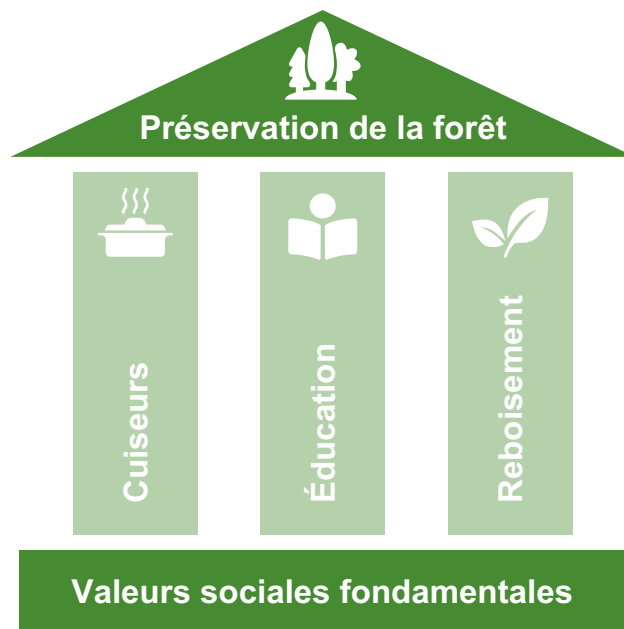 Préservation de la forêt
Cuiseurs
Éducation
Reboisement
Valeurs sociales fondamentales